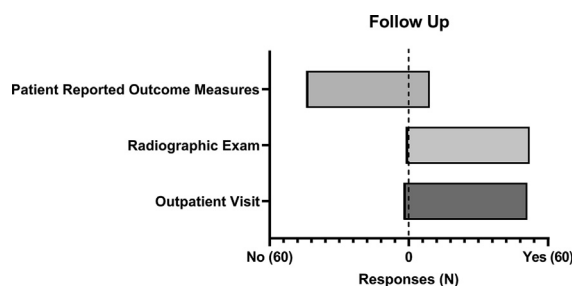 Follow Up
Patient Reported Outcome Measures
Radiographic Exam
Outpatient Visit
No (60)
0
Yes (60)
Responses (N)